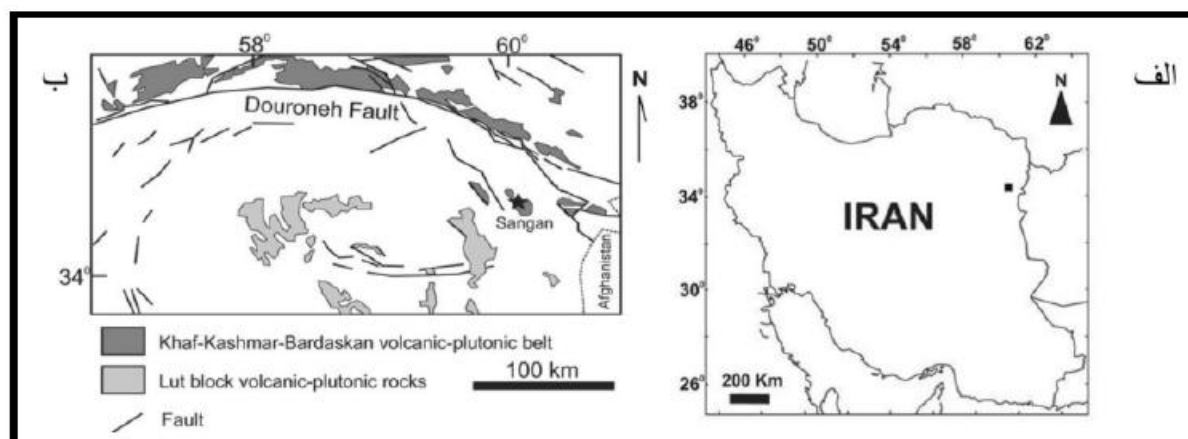 58° 60°
ب
Douroneh Fault
N
Sangan
34°
Afghanistan
Khaf-Kashmar-Bardaskan volcanic-plutonic belt
Lut block volcanic-plutonic rocks
100 km
Fault
الف
46° 50° 54° 58° 62°
N
38°
34°
IRAN
30°
26°
200 Km